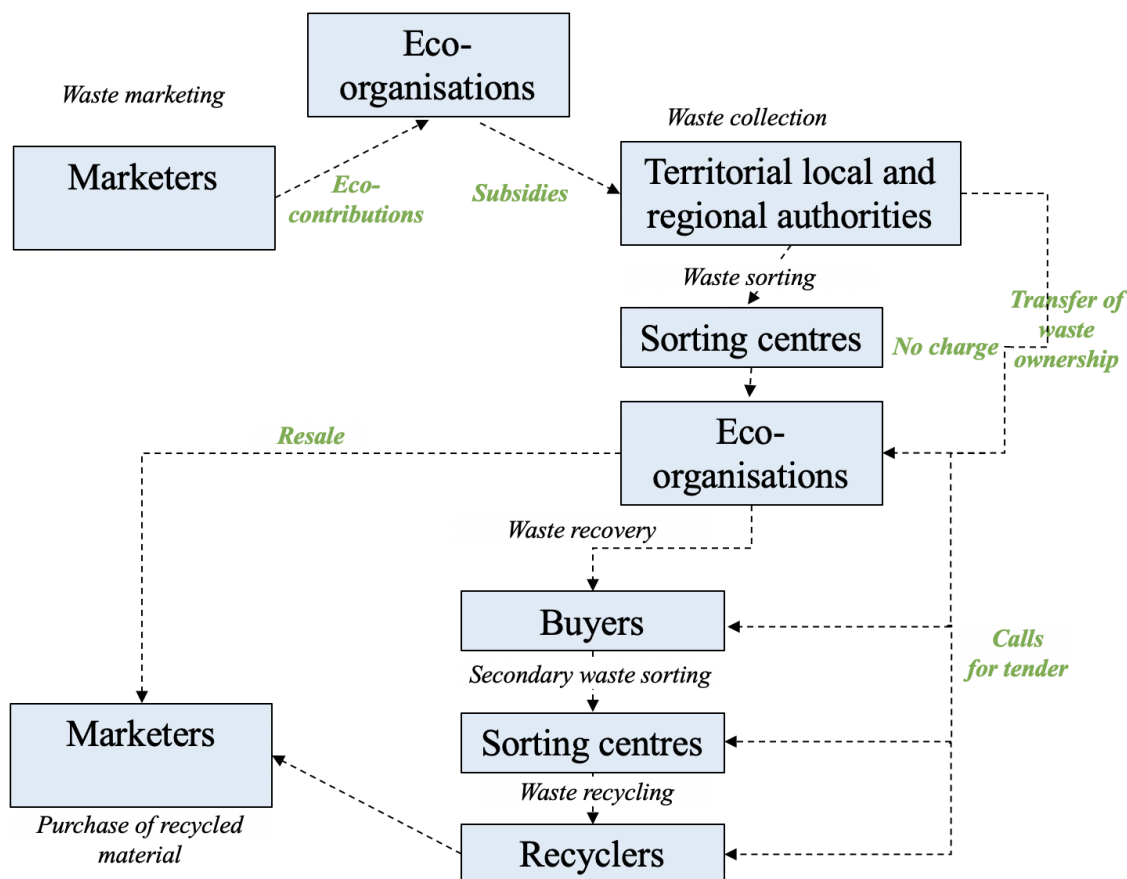 Eco-
organisations
Waste marketing
Waste collection
Marketers
Eco-
contributions
Subsidies
Territorial local and
regional authorities
Waste sorting
Transfer of
waste
ownership
Sorting centres
No charge
Eco-
organisations
Resale
Waste recovery
Buyers
Calls
for tender
Secondary waste sorting
Marketers
Sorting centres
Waste recycling
Purchase of recycled
material
Recyclers